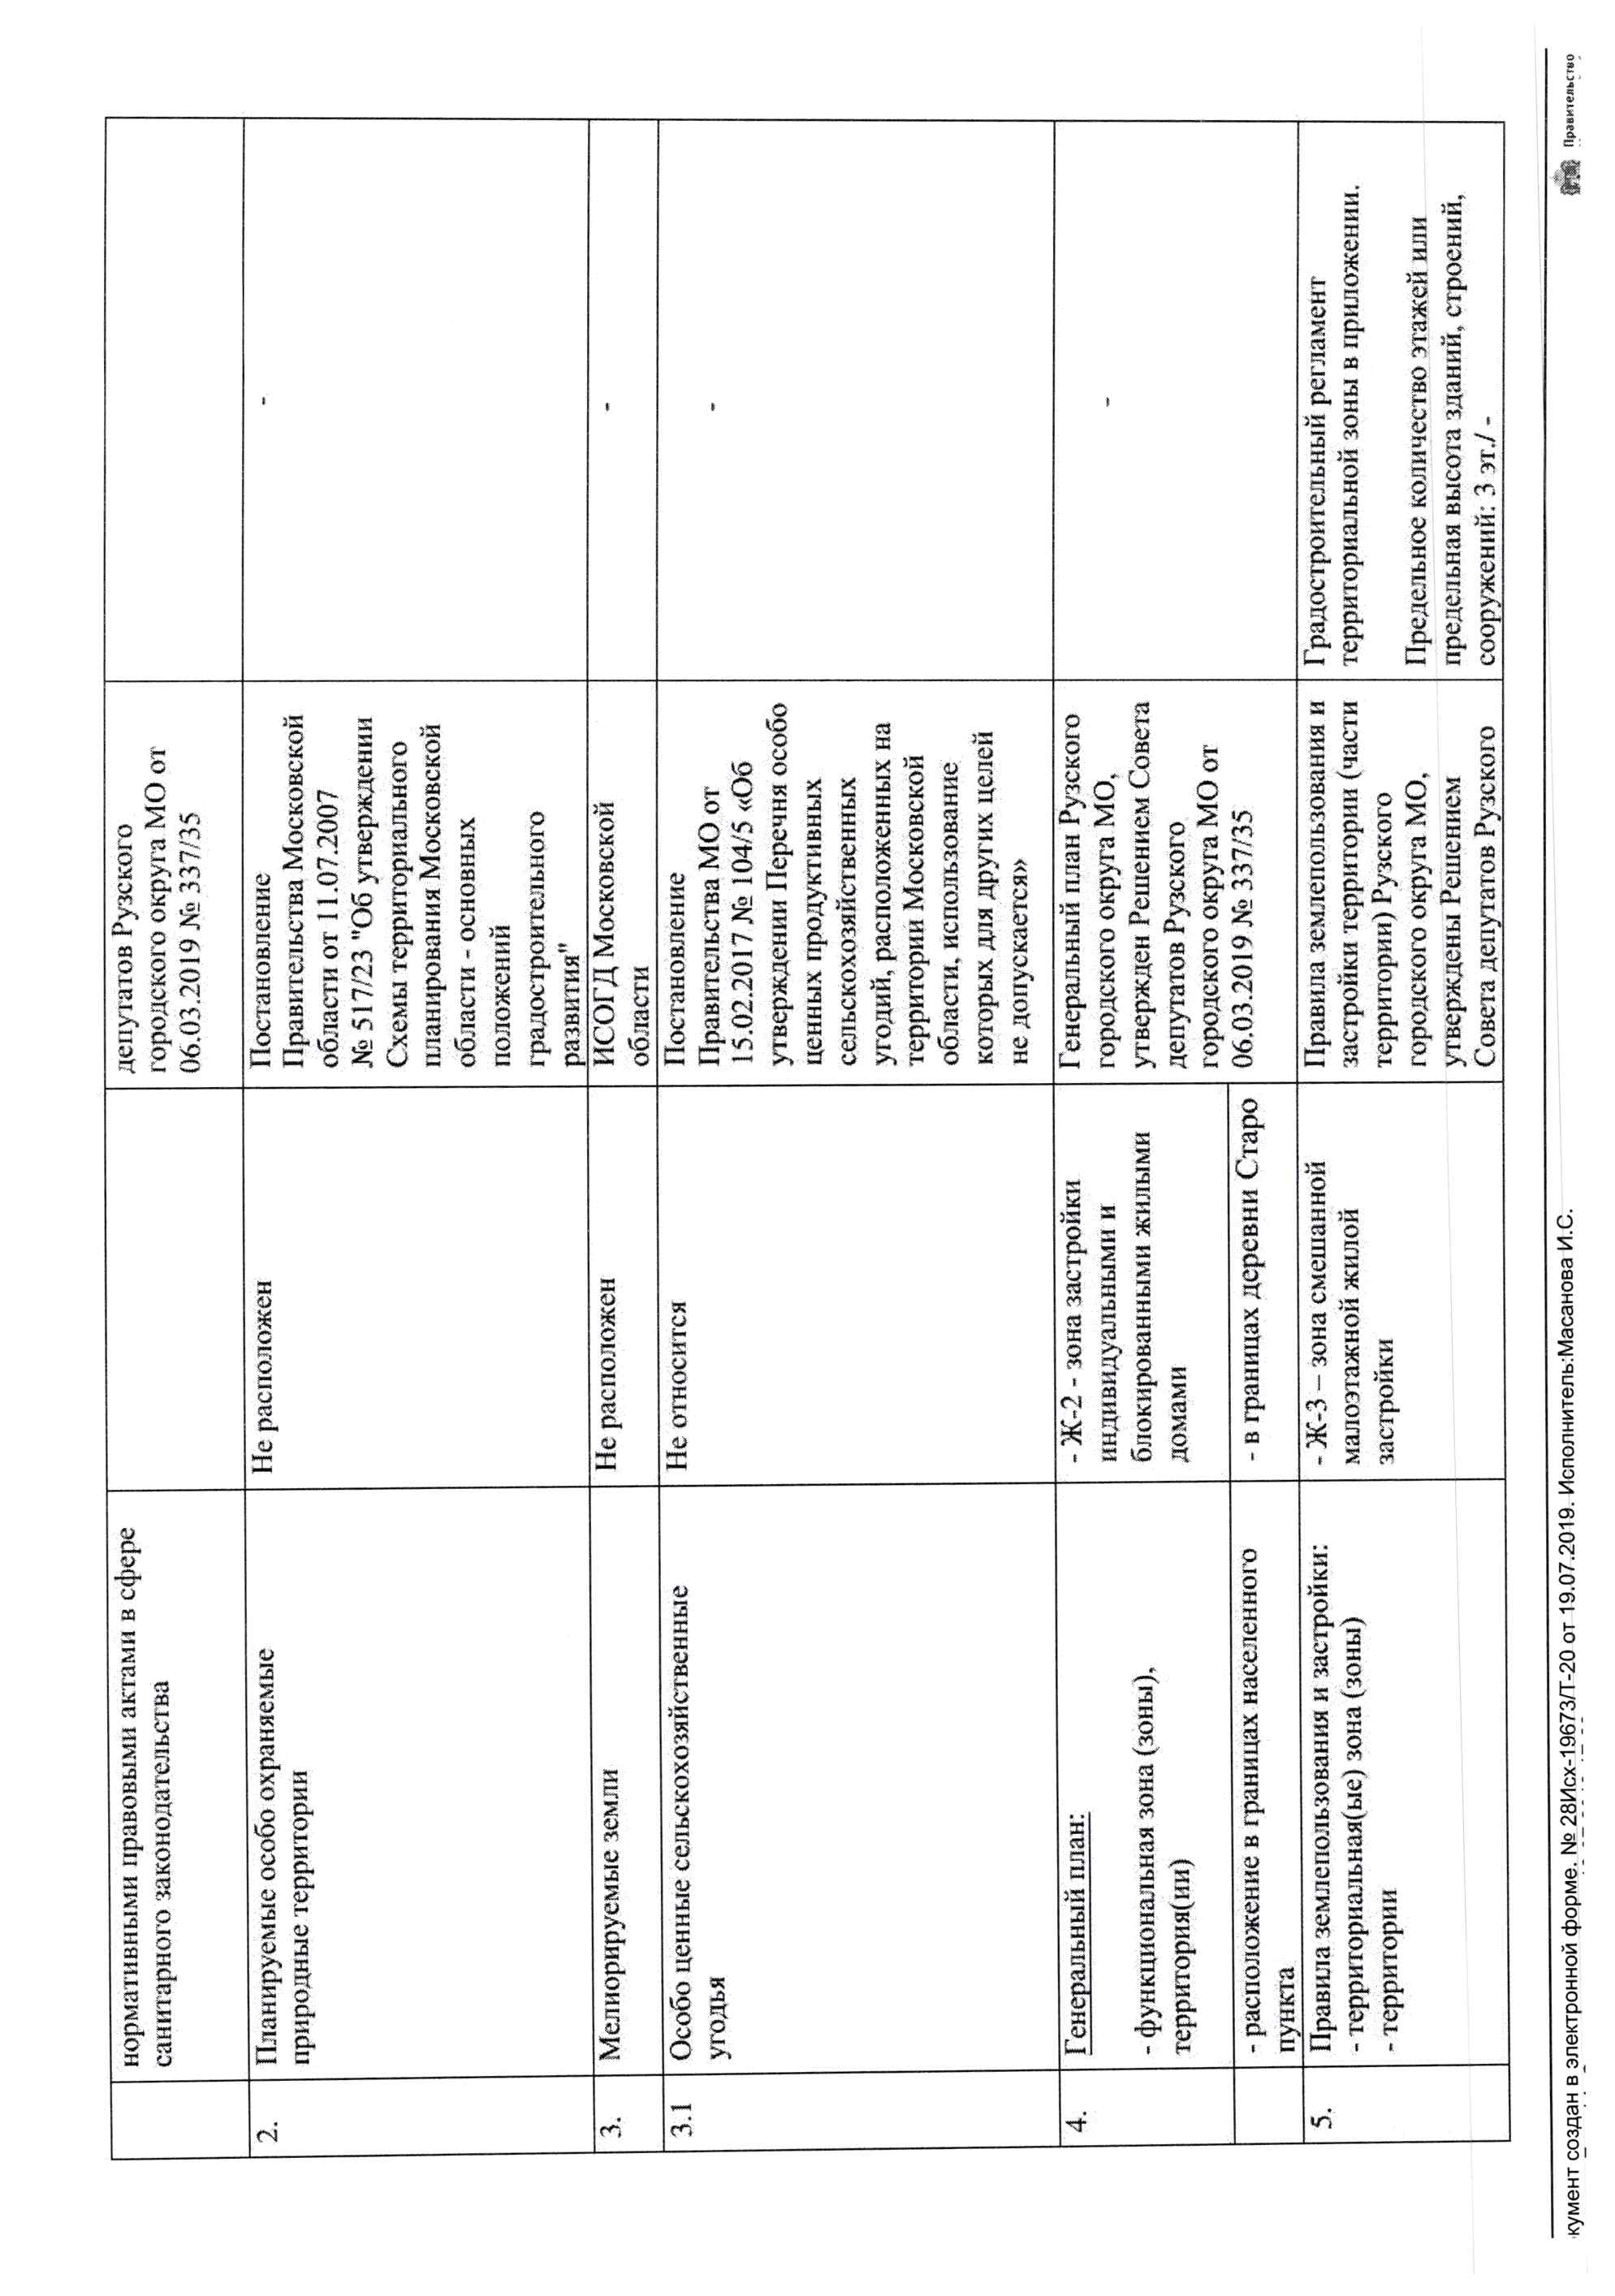 нормативными правовыми актами в сфере
санитарного законодательства
депутатов Рузского
городского округа МО от
06.03.2019 № 337/35
2.
Планируемые особо охраняемые
природные территории
Не расположен
Постановление
Правительства Московской
области от 11.07.2007
№ 517/23 "Об утверждении
Схемы территориального
планирования Московской
области - основных
положений
градостроительного
развития"
-
3.
Мелиорируемые земли
Не расположен
ИСОГД Московской
области
-
3.1
Особо ценные сельскохозяйственные
угодья
Не относится
Постановление
Правительства МО от
15.02.2017 № 104/5 «Об
утверждении Перечня особо
ценных продуктивных
сельскохозяйственных
угодий, расположенных на
территории Московской
области, использование
которых для других целей
не допускается»
-
4.
Генеральный план:
- функциональная зона (зоны),
территория(ии)
- Ж-2 - зона застройки
индивидуальными и
блокированными жилыми
домами
Генеральный план Рузского
городского округа МО,
утвержден Решением Совета
депутатов Рузского
городского округа МО от
06.03.2019 № 337/35
-
- расположение в границах населенного
пункта
- в границах деревни Старо
5.
Правила землепользования и застройки:
- территориальная(ые) зона (зоны)
- территории
- Ж-3 – зона смешанной
малоэтажной жилой
застройки
Правила землепользования и
застройки территории (части
территории) Рузского
городского округа МО,
утверждены Решением
Совета депутатов Рузского
Градостроительный регламент
территориальной зоны в приложении.
Предельное количество этажей или
предельная высота зданий, строений,
сооружений: 3 эт./ -
кумент создан в электронной форме. № 28Исх-19673/Т-20 от 19.07.2019. Исполнитель:Масанова И.С.
Правительство